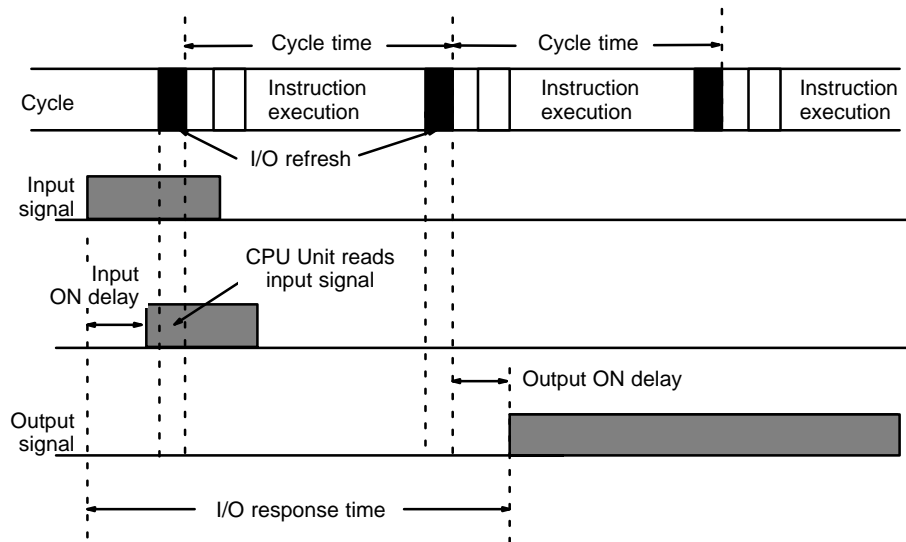 Cycle time
Cycle time
Cycle
Instruction
execution
Instruction
execution
Instruction
execution
I/O refresh
Input
signal
CPU Unit reads
input signal
Input
ON delay
Output ON delay
Output
signal
I/O response time